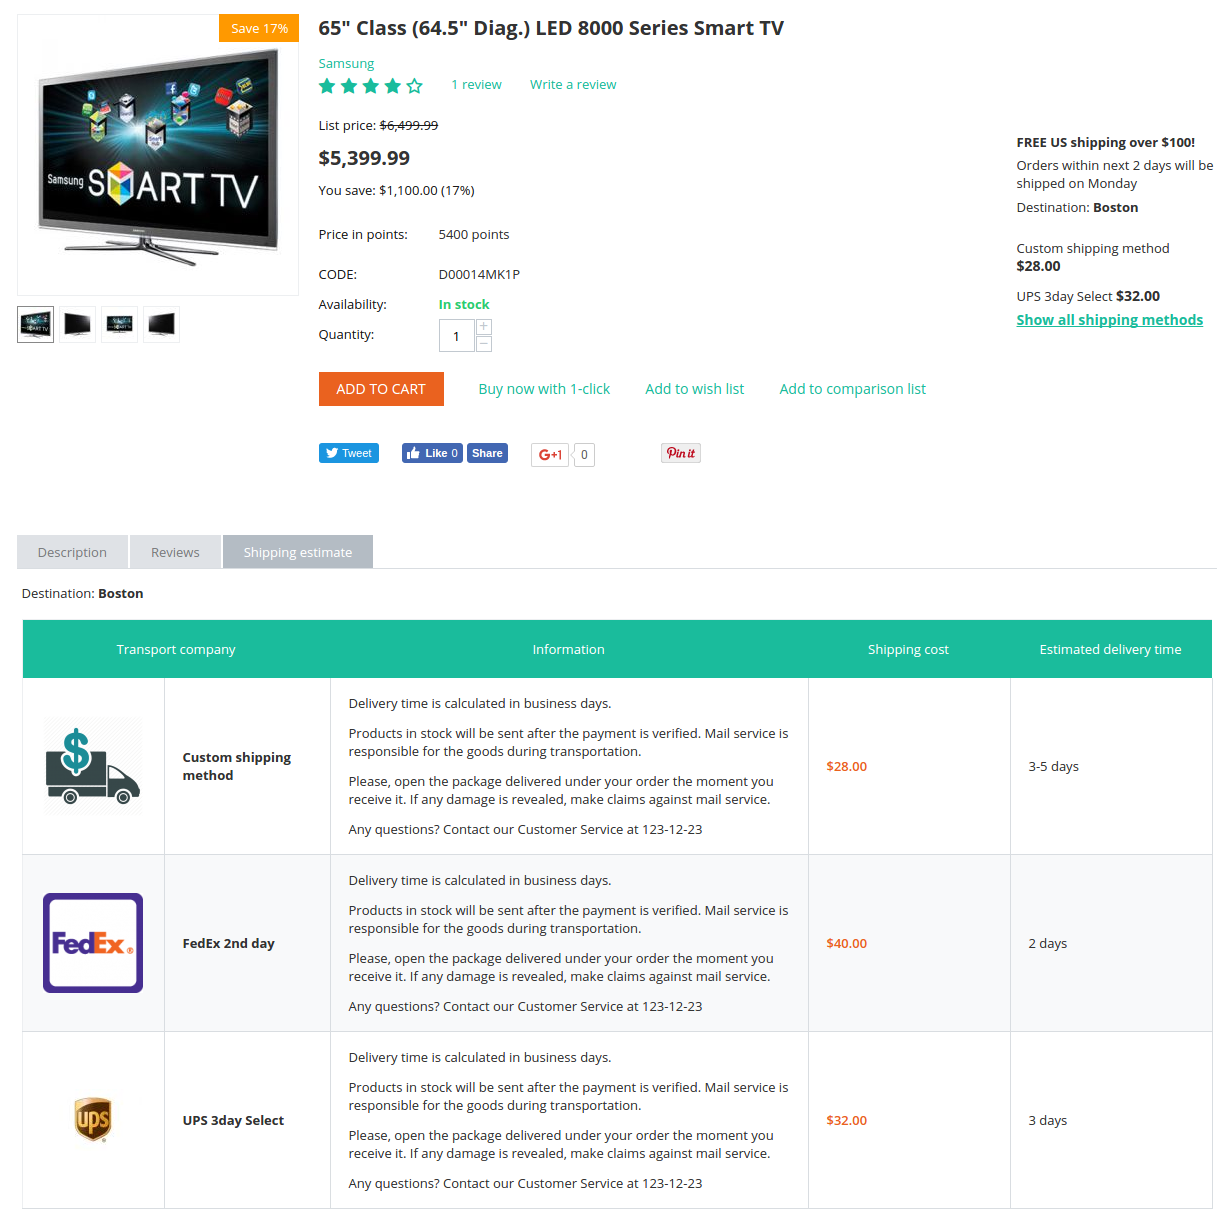 Save 17%
Samsung SMART TV
Smart Hub
65" Class (64.5" Diag.) LED 8000 Series Smart TV
Samsung
1 review Write a review
List price: $6,499.99
$5,399.99
You save: $1,100.00 (17%)
Price in points: 5400 points
CODE: D00014MK1P
Availability: In stock
Quantity: 1 + −
ADD TO CART Buy now with 1-click Add to wish list Add to comparison list
Tweet Like 0 Share G+1 0 Pin it
FREE US shipping over $100!
Orders within next 2 days will be
shipped on Monday
Destination: Boston
Custom shipping method
$28.00
UPS 3day Select $32.00
Show all shipping methods
Description Reviews Shipping estimate
Destination: Boston
Transport company Information Shipping cost Estimated delivery time
$
Custom shipping
method
Delivery time is calculated in business days.
Products in stock will be sent after the payment is verified. Mail service is
responsible for the goods during transportation.
Please, open the package delivered under your order the moment you
receive it. If any damage is revealed, make claims against mail service.
Any questions? Contact our Customer Service at 123-12-23
$28.00
3-5 days
FedEx®
FedEx 2nd day
Delivery time is calculated in business days.
Products in stock will be sent after the payment is verified. Mail service is
responsible for the goods during transportation.
Please, open the package delivered under your order the moment you
receive it. If any damage is revealed, make claims against mail service.
Any questions? Contact our Customer Service at 123-12-23
$40.00
2 days
ups
UPS 3day Select
Delivery time is calculated in business days.
Products in stock will be sent after the payment is verified. Mail service is
responsible for the goods during transportation.
Please, open the package delivered under your order the moment you
receive it. If any damage is revealed, make claims against mail service.
Any questions? Contact our Customer Service at 123-12-23
$32.00
3 days